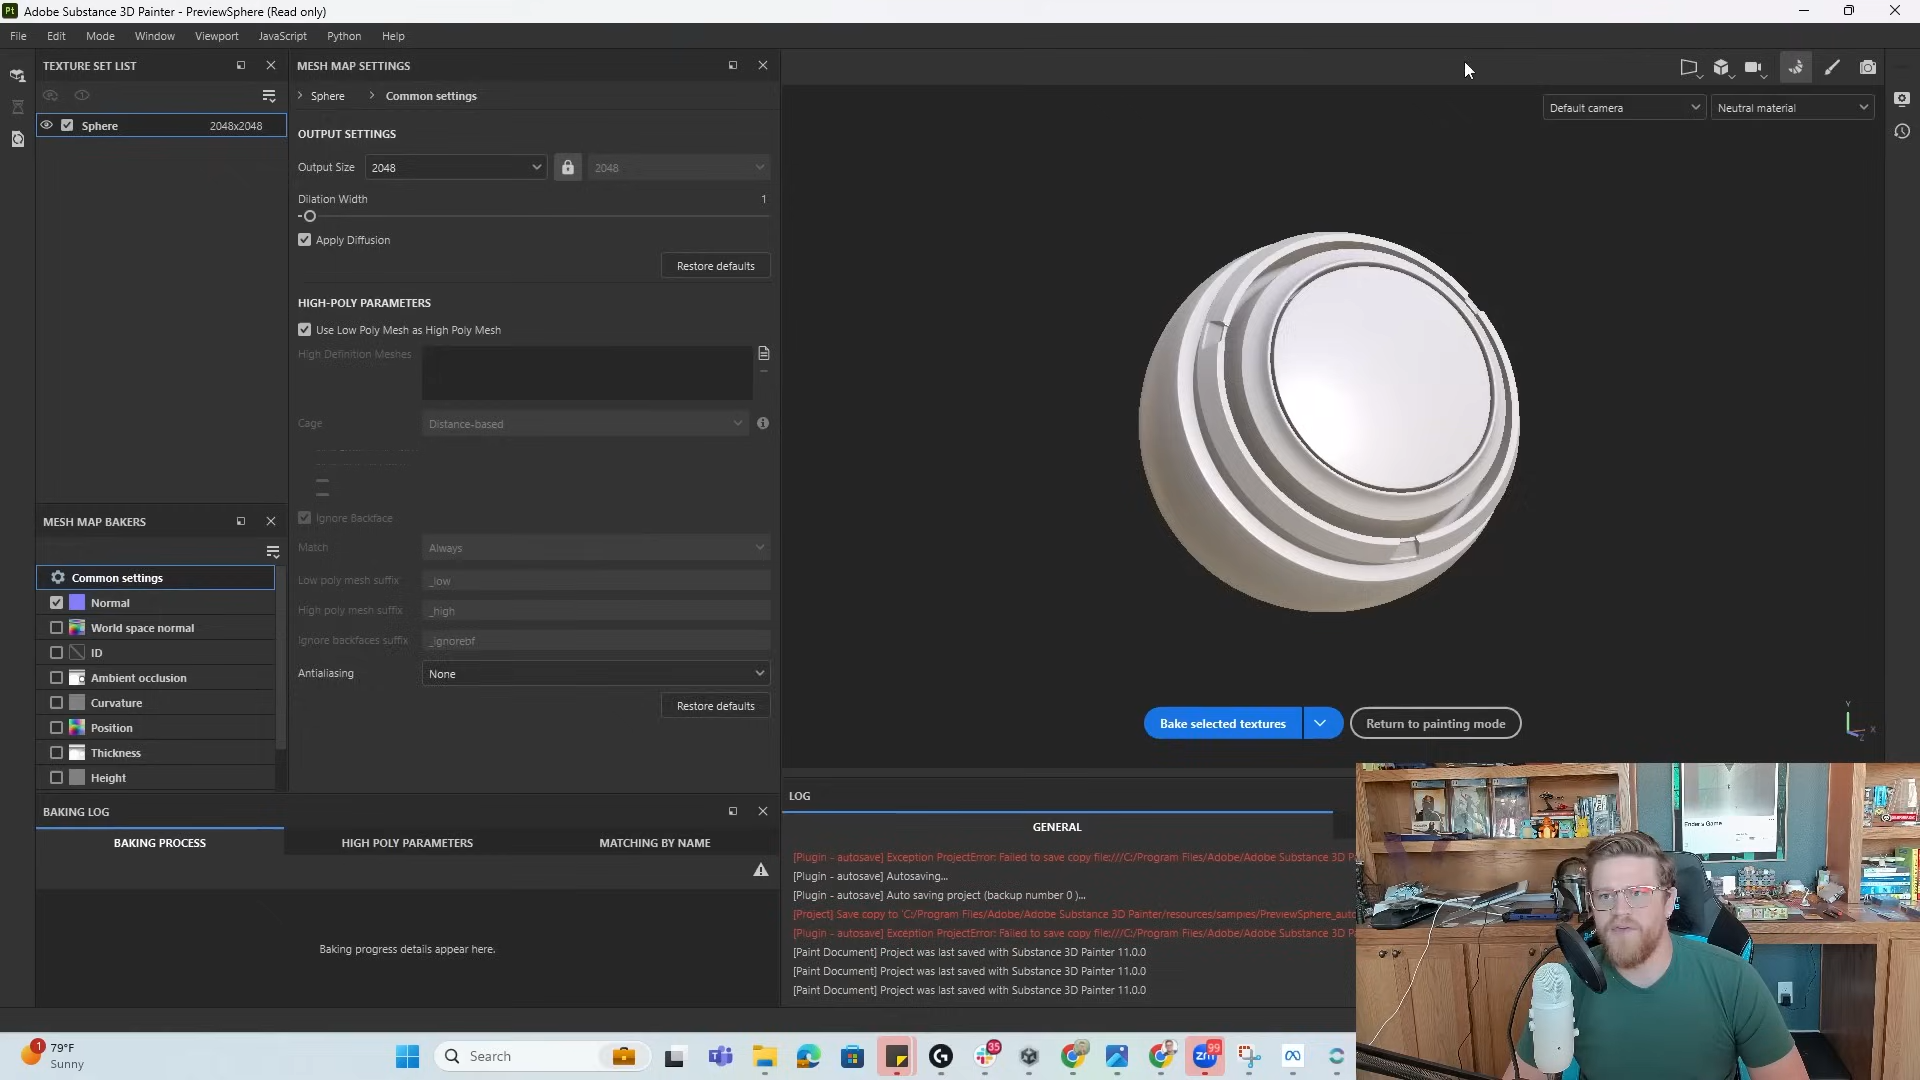 Pt Adobe Substance 3D Painter - PreviewSphere (Read only)
File Edit Mode Window Viewport JavaScript Python Help
TEXTURE SET LIST
Sphere 2048x2048
MESH MAP SETTINGS
Sphere Common settings
OUTPUT SETTINGS
Output Size 2048 2048
Dilation Width 1
Apply Diffusion
Restore defaults
HIGH-POLY PARAMETERS
Use Low Poly Mesh as High Poly Mesh
High Definition Meshes
Cage Distance-based
Ignore Backface
Match Always
Low poly mesh suffix _low
High poly mesh suffix _high
Ignore backfaces suffix _ignorebf
Antialiasing None
Restore defaults
MESH MAP BAKERS
Common settings
Normal
World space normal
ID
Ambient occlusion
Curvature
Position
Thickness
Height
Default camera Neutral material
Y
X
Z
Bake selected textures Return to painting mode
BAKING LOG
BAKING PROCESS HIGH POLY PARAMETERS MATCHING BY NAME
Baking progress details appear here.
LOG
GENERAL
[Plugin - autosave] Exception ProjectError: Failed to save copy file:///C:/Program Files/Adobe/Adobe Substance 3D P
[Plugin - autosave] Autosaving...
[Plugin - autosave] Auto saving project (backup number 0 )...
[Project] Save copy to 'C:/Program Files/Adobe/Adobe Substance 3D Painter/resources/samples/PreviewSphere_auto
[Plugin - autosave] Exception ProjectError: Failed to save copy file:///C:/Program Files/Adobe/Adobe Substance 3D P
[Paint Document] Project was last saved with Substance 3D Painter 11.0.0
[Paint Document] Project was last saved with Substance 3D Painter 11.0.0
[Paint Document] Project was last saved with Substance 3D Painter 11.0.0
Ender's Game
1
79°F
Sunny
Search
35
zm
99